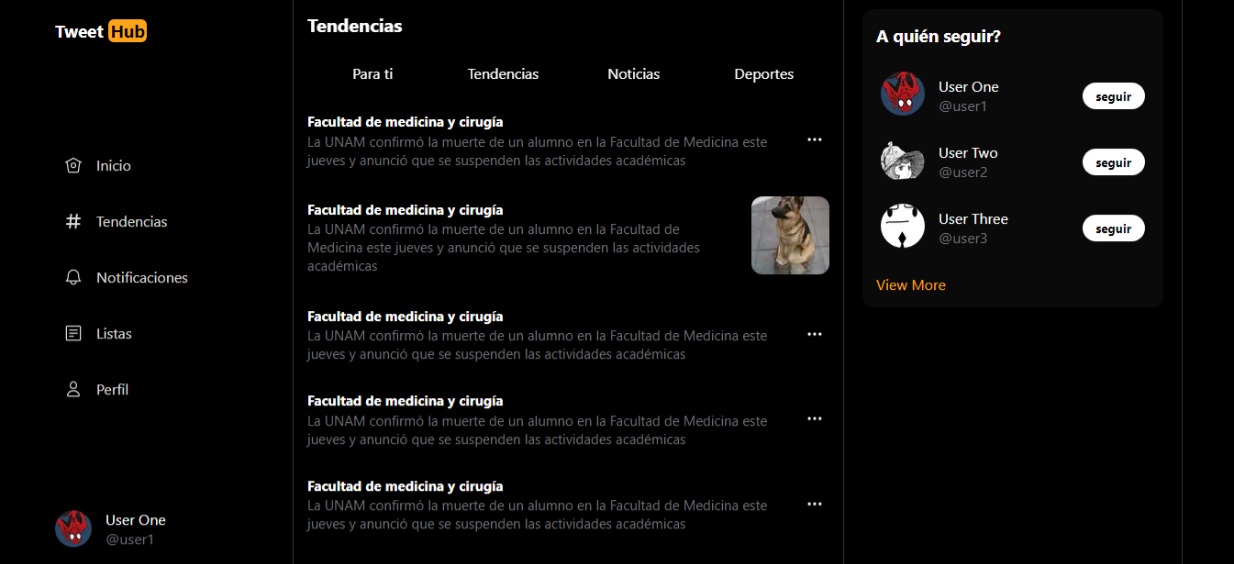 Tweet Hub
Inicio
Tendencias
Notificaciones
Listas
Perfil
User One
@user1
Tendencias
Para ti
Tendencias
Noticias
Deportes
Facultad de medicina y cirugía
La UNAM confirmó la muerte de un alumno en la Facultad de Medicina este
jueves y anunció que se suspenden las actividades académicas
Facultad de medicina y cirugía
La UNAM confirmó la muerte de un alumno en la Facultad de
Medicina este jueves y anunció que se suspenden las actividades
académicas
Facultad de medicina y cirugía
La UNAM confirmó la muerte de un alumno en la Facultad de Medicina este
jueves y anunció que se suspenden las actividades académicas
Facultad de medicina y cirugía
La UNAM confirmó la muerte de un alumno en la Facultad de Medicina este
jueves y anunció que se suspenden las actividades académicas
Facultad de medicina y cirugía
La UNAM confirmó la muerte de un alumno en la Facultad de Medicina este
jueves y anunció que se suspenden las actividades académicas
A quién seguir?
User One
@user1
seguir
User Two
@user2
seguir
User Three
@user3
seguir
View More